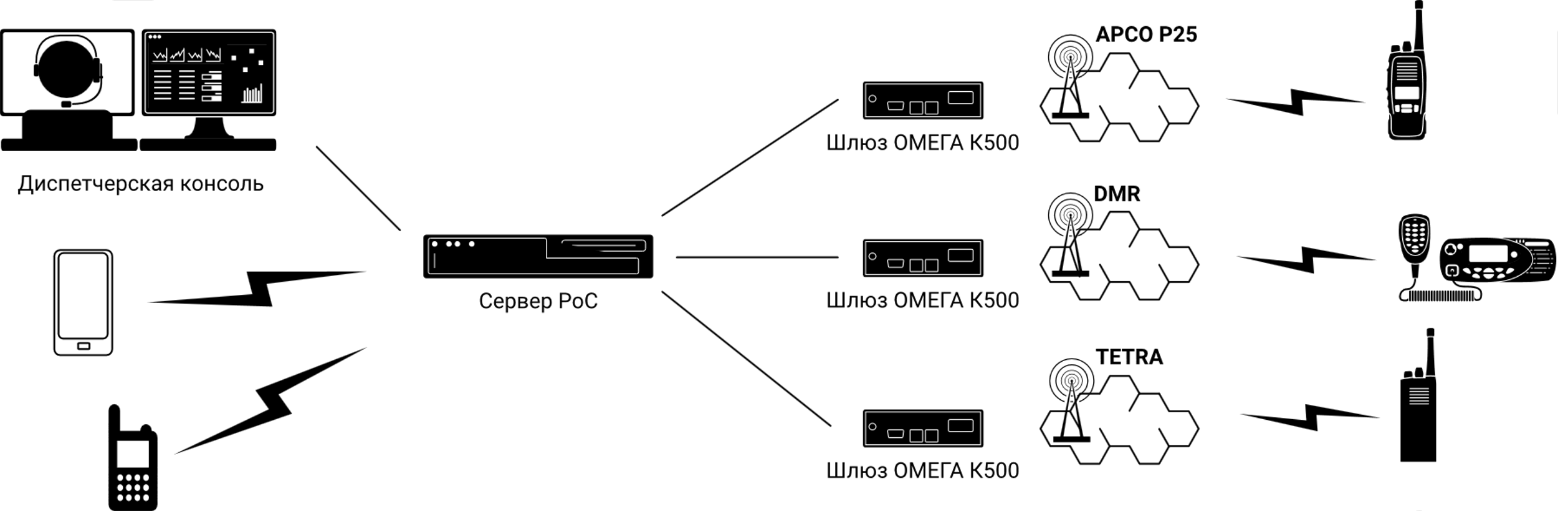 APCO P25
Шлюз ОМЕГА К500
Диспетчерская консоль
DMR
Сервер PoC
Шлюз ОМЕГА К500
TETRA
Шлюз ОМЕГА К500